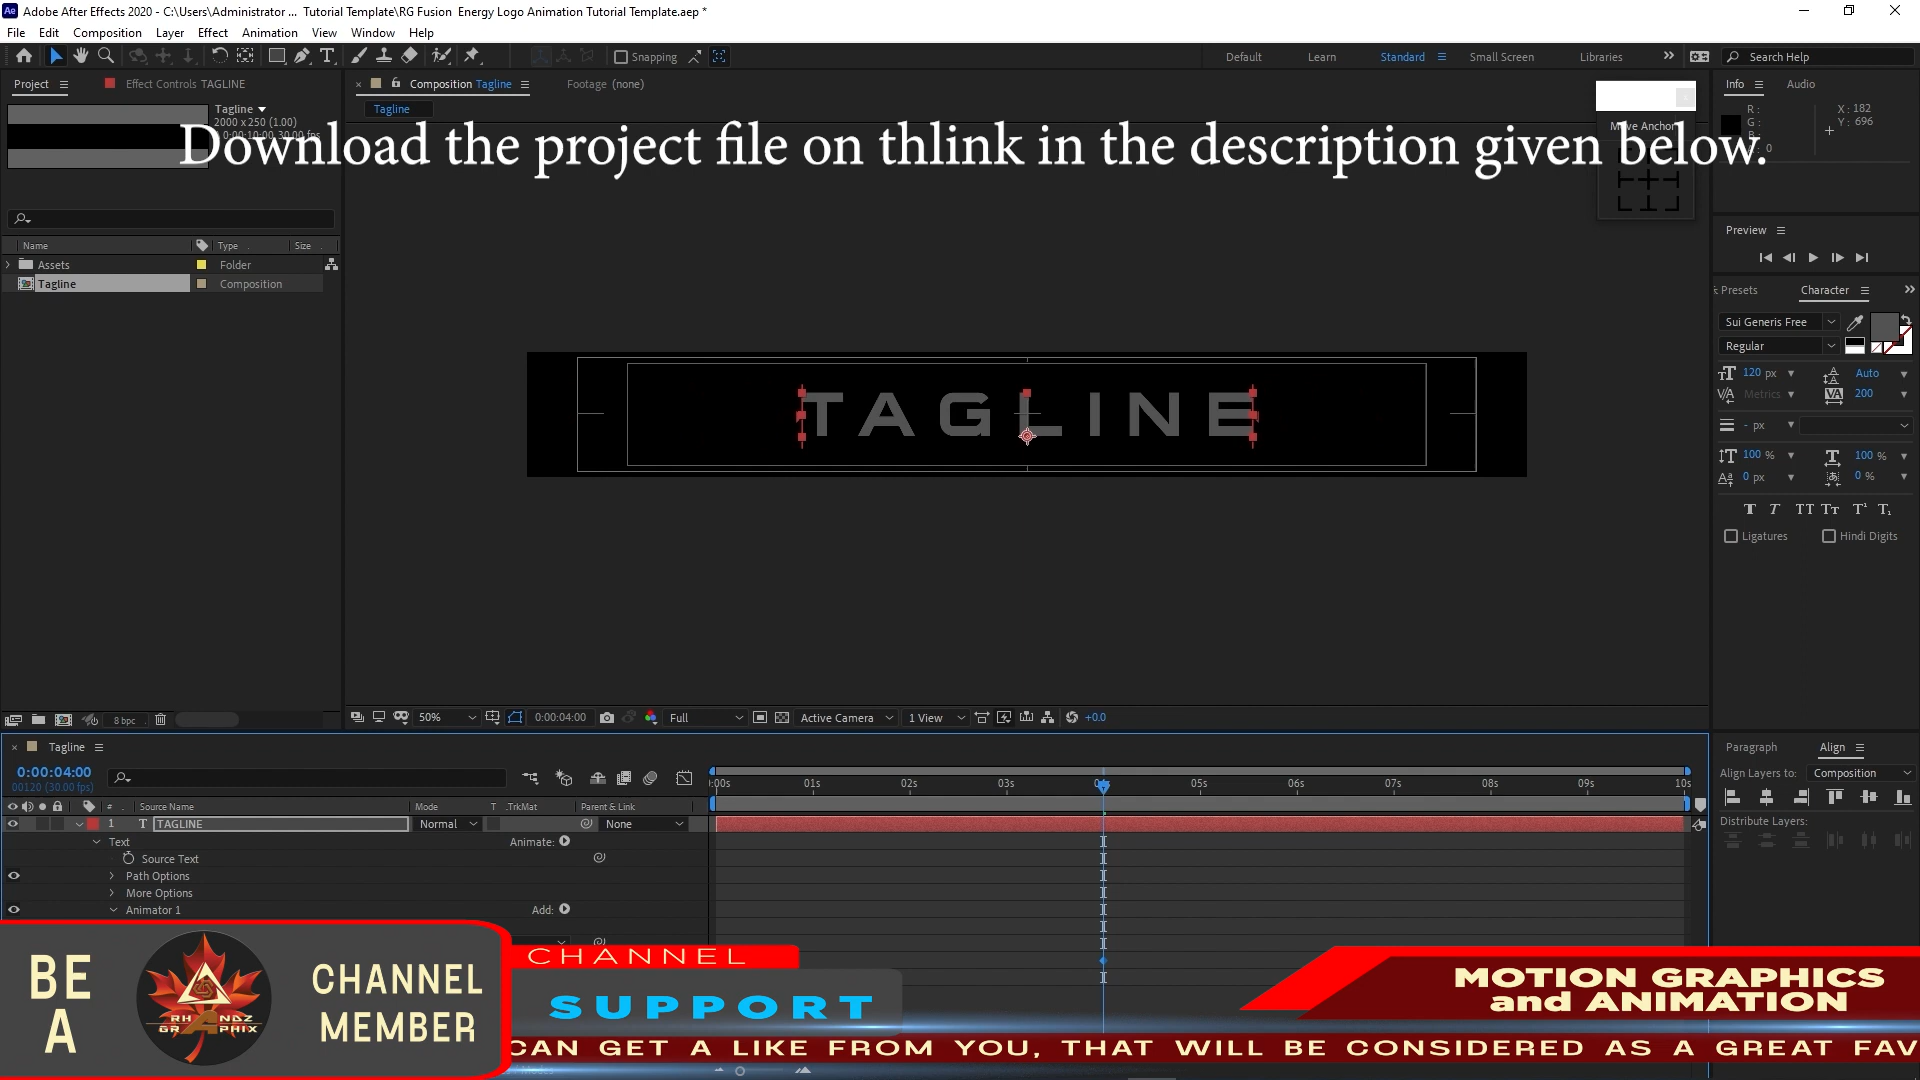 Adobe After Effects 2020 - C:\Users\Administrator ... Tutorial Template\RG Fusion Energy Logo Animation Tutorial Template.aep *
File Edit Composition Layer Effect Animation View Window Help
Snapping Default Learn Standard Small Screen Libraries Search Help
Project Effect Controls TAGLINE Composition Tagline Footage (none) Info Audio
Tagline
2000 x 250 (1.00)
Tagline
R: X: 182
G: Y: 696
B:
0
Move Anchor
Download the project file on thlink in the description given below.
Preview
Name Type Size
Assets Folder
Tagline Composition
Presets Character
Sui Generis Free
Regular
120 px Auto
Metrics 200
- px
100 % 100 %
0 px 0 %
T T TT Tt T¹ T₁
Ligatures Hindi Digits
TAGLINE
8 bpc 50% 0:00:04:00 Full Active Camera 1 View +0.0
Tagline
0:00:04:00
00120 (30.00 fps)
:00s 01s 02s 03s 05s 06s 07s 08s 09s 10s
# Source Name Mode T .TrkMat Parent & Link
1 T TAGLINE Normal None
Text Animate:
Source Text
Path Options
More Options
Animator 1 Add:
Paragraph Align
Align Layers to: Composition
Distribute Layers:
BE
A
RHANDZ
GRAPHIX
CHANNEL
MEMBER
CHANNEL
SUPPORT
MOTION GRAPHICS
and ANIMATION
CAN GET A LIKE FROM YOU, THAT WILL BE CONSIDERED AS A GREAT FAV